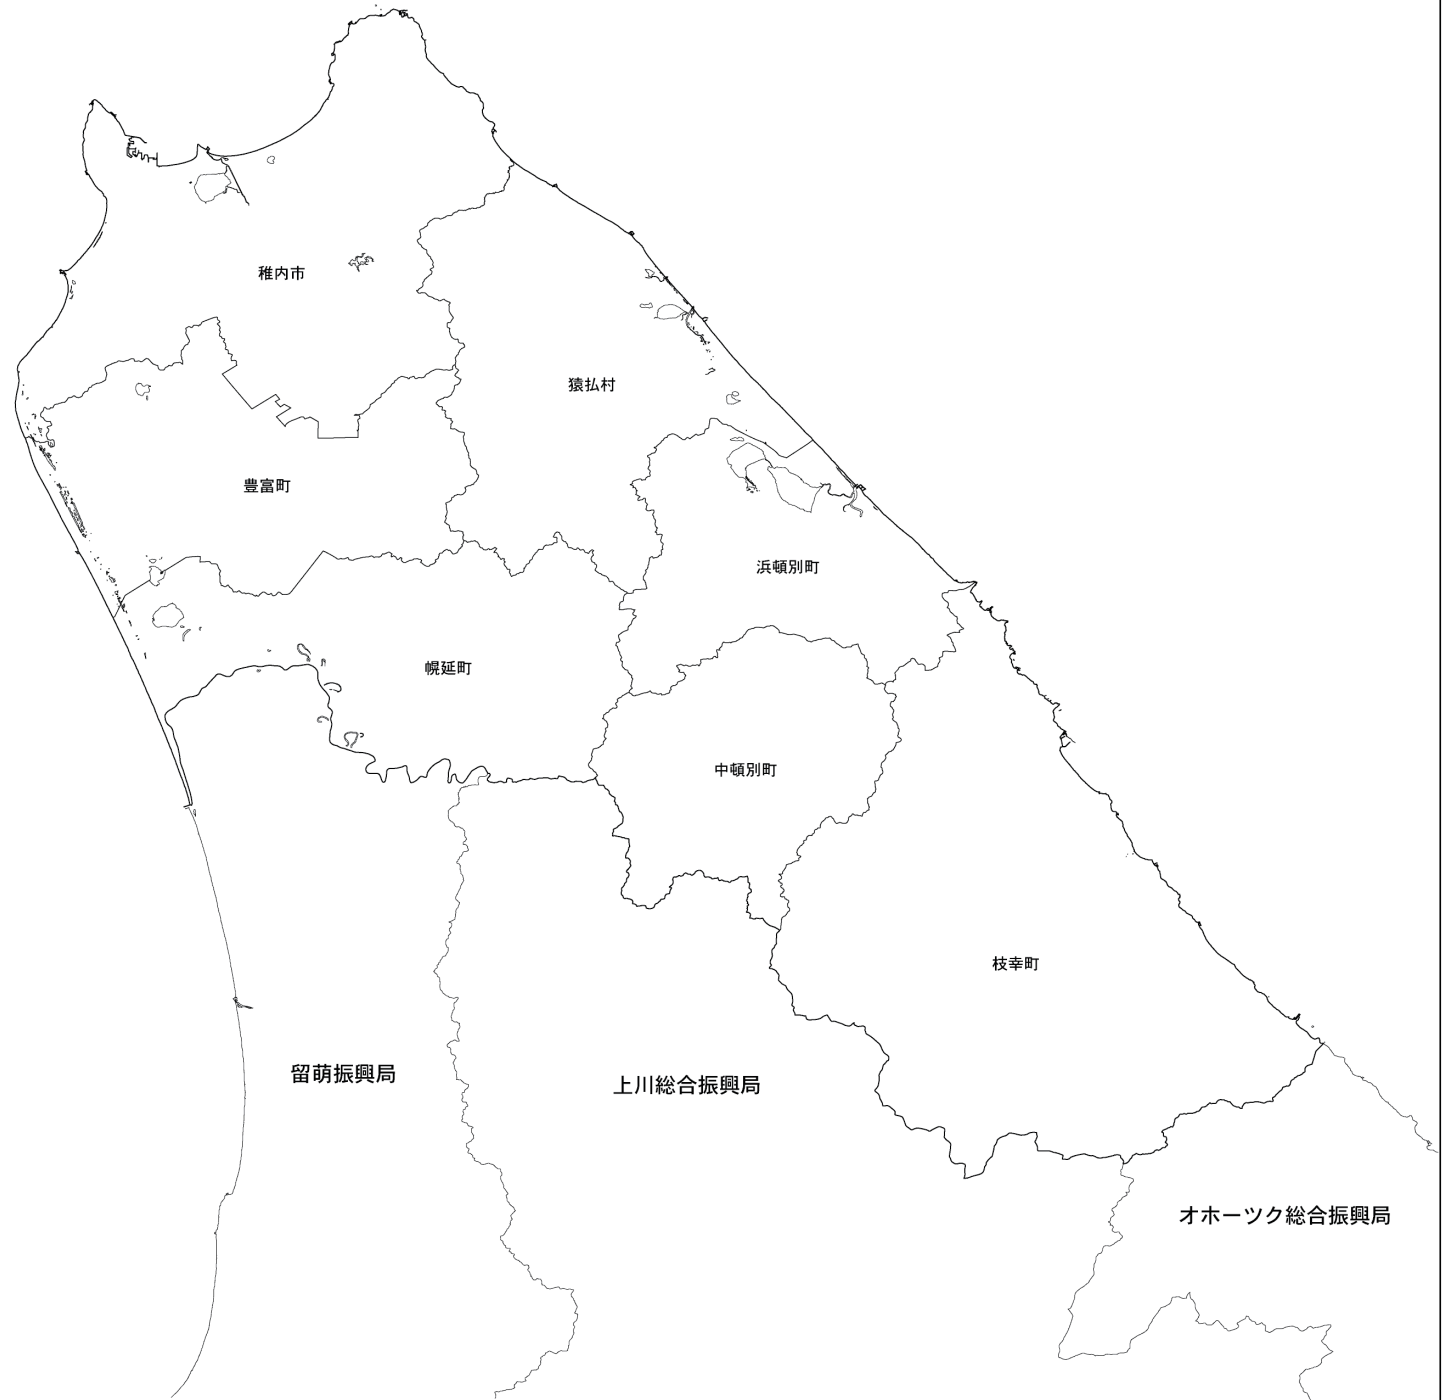 稚内市
猿払村
豊富町
浜頓別町
幌延町
中頓別町
枝幸町
留萌振興局
上川総合振興局
オホーツク総合振興局